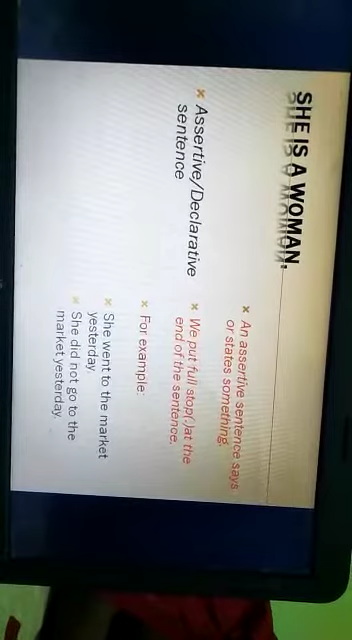 SHE IS A WOMAN.
× Assertive/Declarative
sentence
× An assertive sentence says
or states something.
× We put full stop(.)at the
end of the sentence.
× For example:
× She went to the market
yesterday.
× She did not go to the
market yesterday.